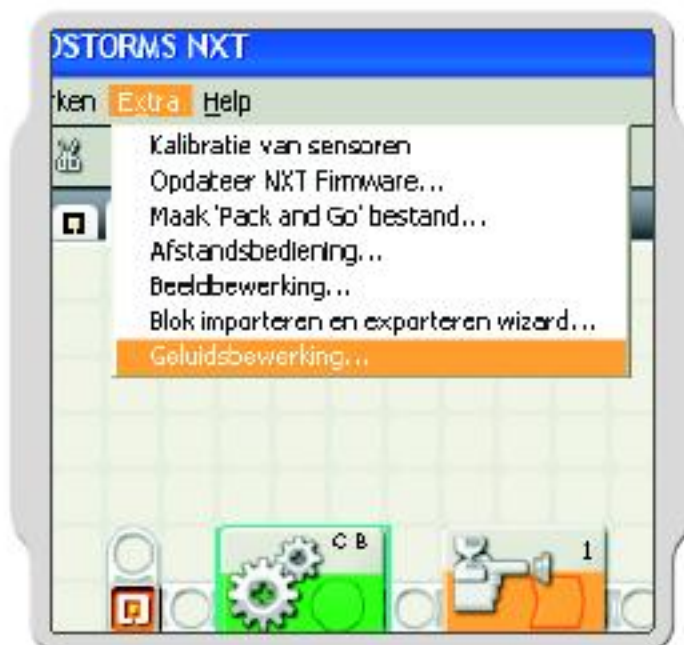 DSTORMS NXT
rken Extra Help
Kalibratie van sensoren
Opdateer NXT Firmware...
Maak 'Pack and Go' bestand...
Afstandsbediening...
Beeldbewerking...
Blok importeren en exporteren wizard...
Geluidsbewerking...
C B
1